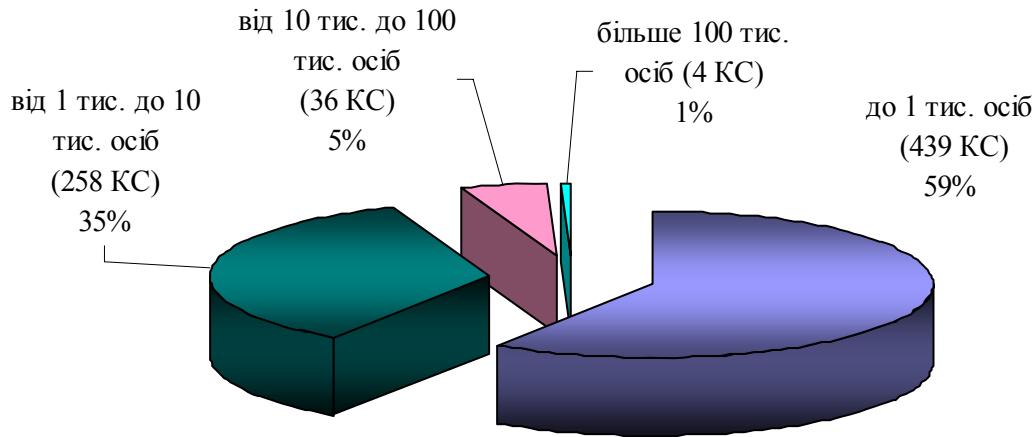 від 10 тис. до 100
тис. осіб
(36 КС)
5%
більше 100 тис.
осіб (4 КС)
1%
від 1 тис. до 10
тис. осіб
(258 КС)
35%
до 1 тис. осіб
(439 КС)
59%